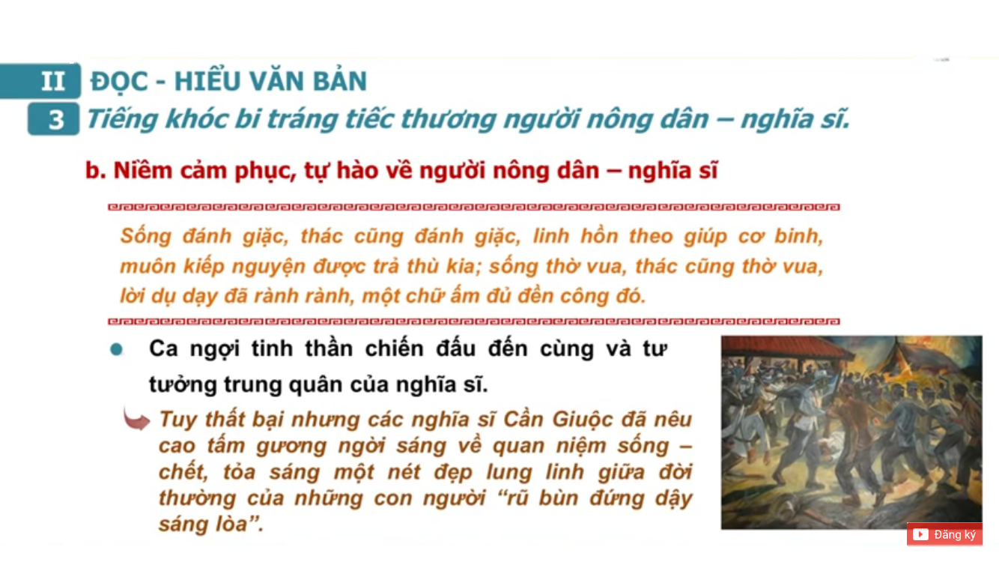 II ĐỌC - HIỂU VĂN BẢN
3 Tiếng khóc bi tráng tiếc thương người nông dân – nghĩa sĩ.
b. Niềm cảm phục, tự hào về người nông dân – nghĩa sĩ
Sống đánh giặc, thác cũng đánh giặc, linh hồn theo giúp cơ binh,
muôn kiếp nguyện được trả thù kia; sống thờ vua, thác cũng thờ vua,
lời dụ dạy đã rành rành, một chữ ấm đủ đền công đó.
Ca ngợi tinh thần chiến đấu đến cùng và tư
tưởng trung quân của nghĩa sĩ.
Tuy thất bại nhưng các nghĩa sĩ Cần Giuộc đã nêu
cao tấm gương ngời sáng về quan niệm sống –
chết, tỏa sáng một nét đẹp lung linh giữa đời
thường của những con người “rũ bùn đứng dậy
sáng lòa”.
Đăng ký